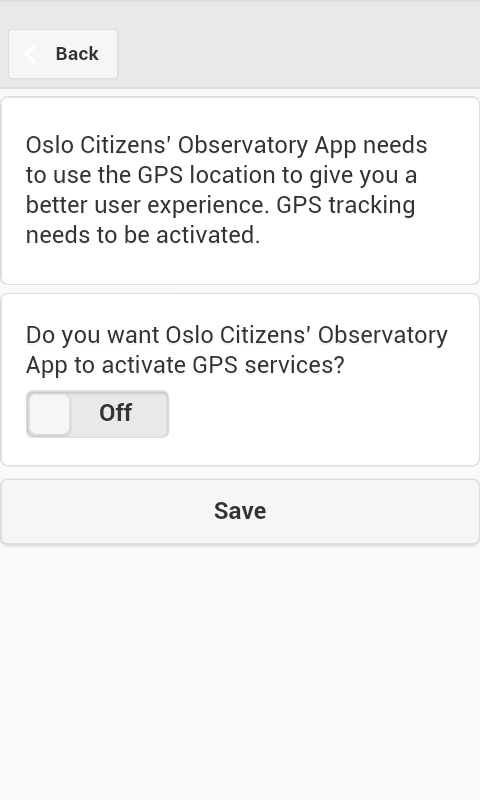 Back
Oslo Citizens' Observatory App needs
to use the GPS location to give you a
better user experience. GPS tracking
needs to be activated.
Do you want Oslo Citizens' Observatory
App to activate GPS services?
Off
Save